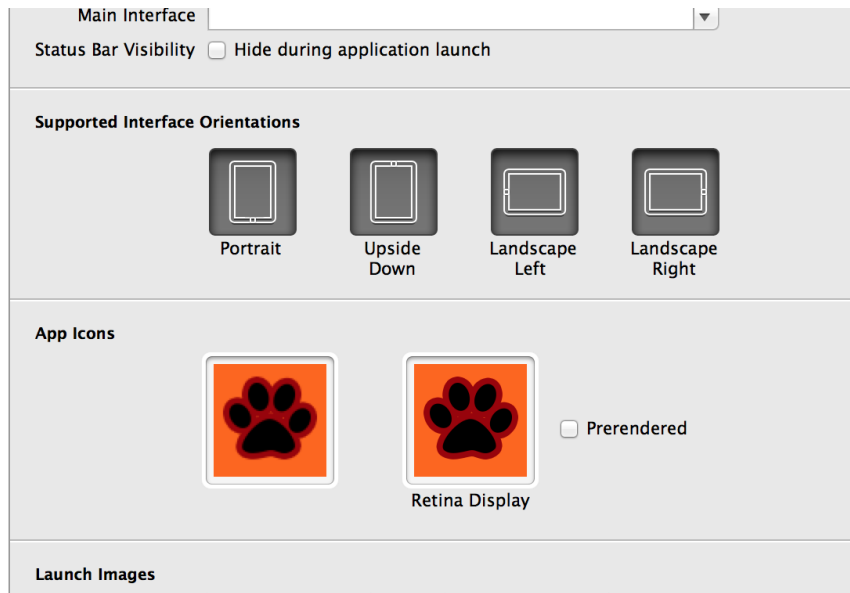 Main Interface
Status Bar Visibility Hide during application launch
Supported Interface Orientations
Portrait
Upside Down
Landscape Left
Landscape Right
App Icons
Prerendered
Retina Display
Launch Images